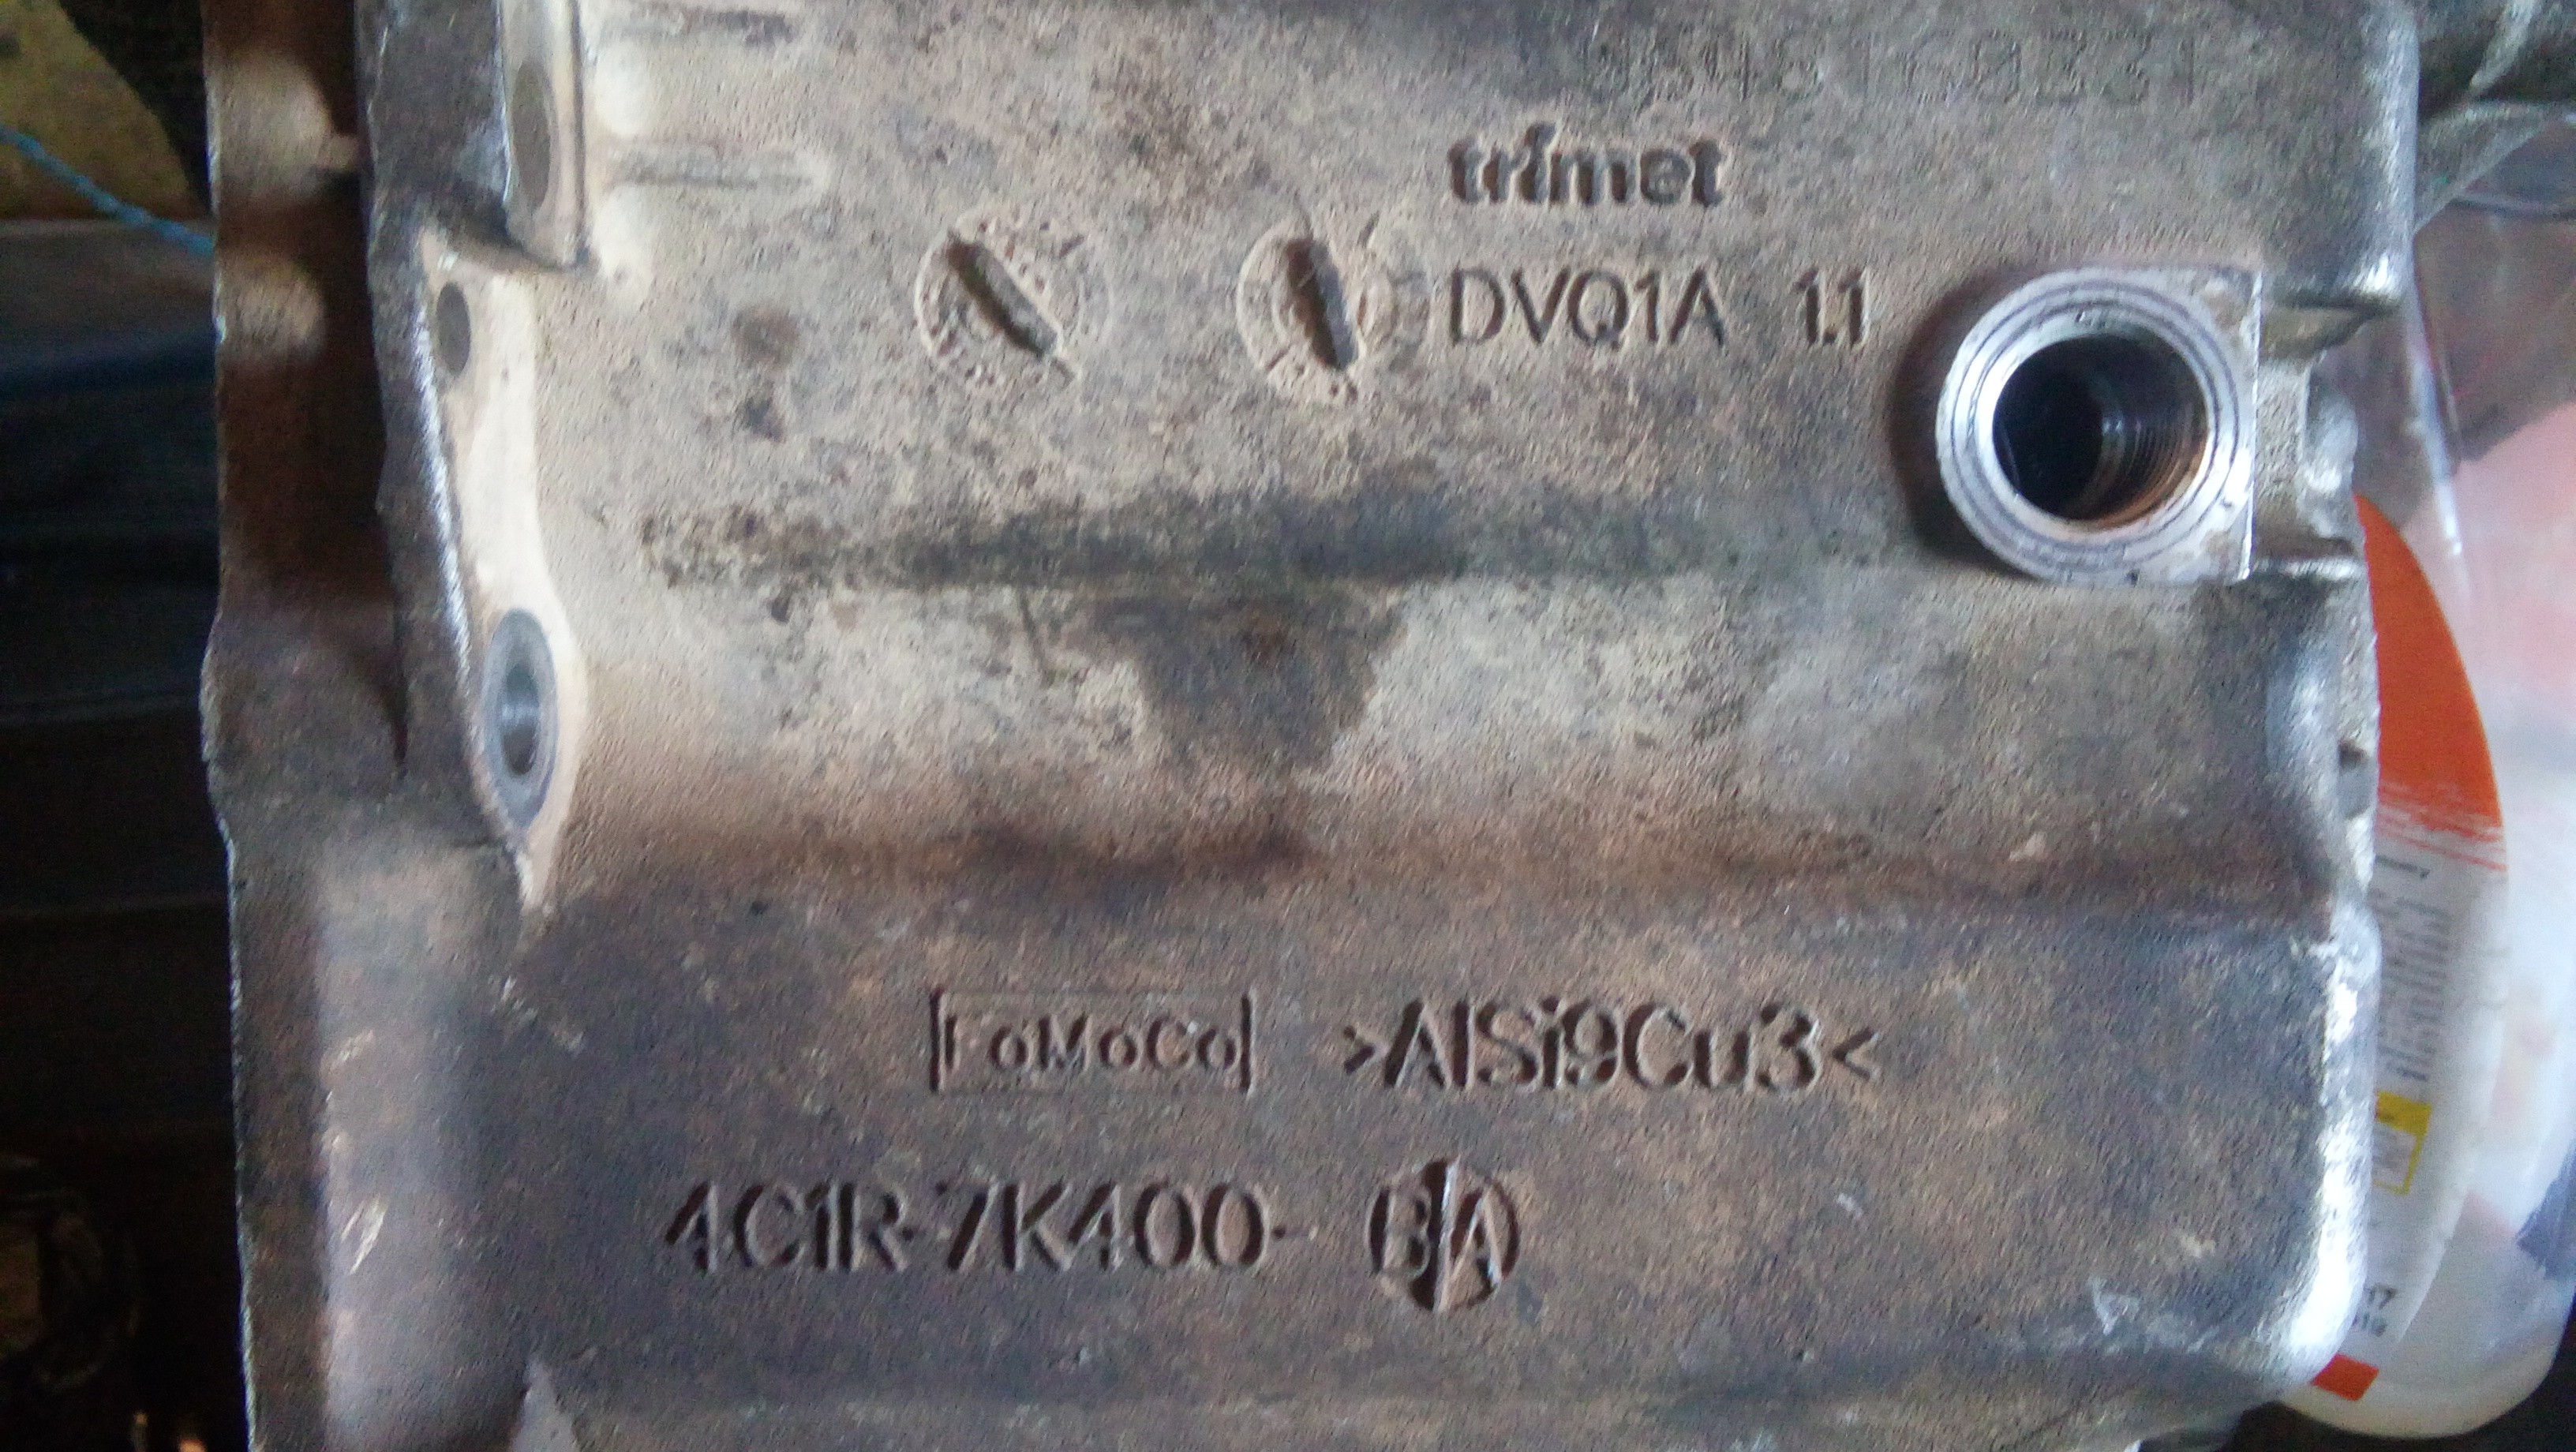 trimet
DVQ1A 1.1
FoMoCo >AlSi9Cu3<
4C1R-7K400- BA